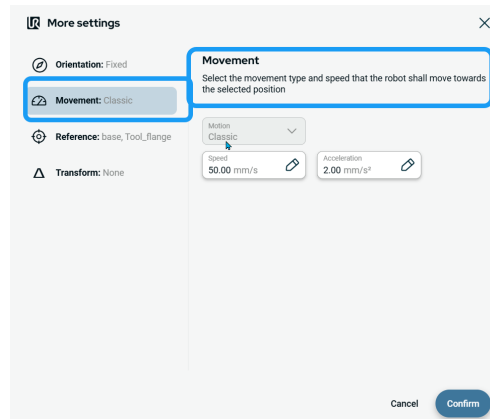 More settings
Orientation: Fixed
Movement: Classic
Reference: base, Tool_flange
Transform: None
Movement
Select the movement type and speed that the robot shall move towards
the selected position
Motion
Classic
Speed
50.00 mm/s
Acceleration
2.00 mm/s²
Cancel
Confirm